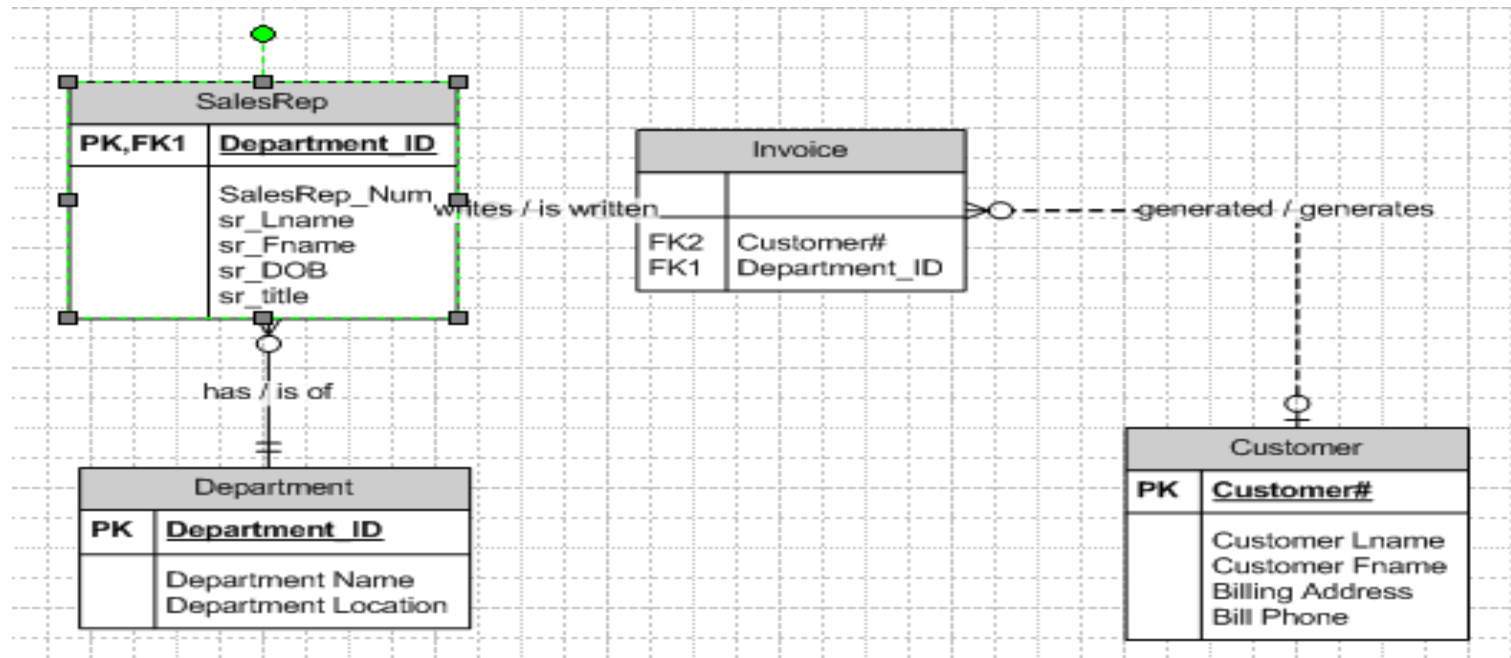 SalesRep
PK,FK1 Department_ID
SalesRep_Num
sr_Lname
sr_Fname
sr_DOB
sr_title
writes / is written
Invoice
FK2 Customer#
FK1 Department_ID
generated / generates
has / is of
Department
PK Department_ID
Department Name
Department Location
Customer
PK Customer#
Customer Lname
Customer Fname
Billing Address
Bill Phone